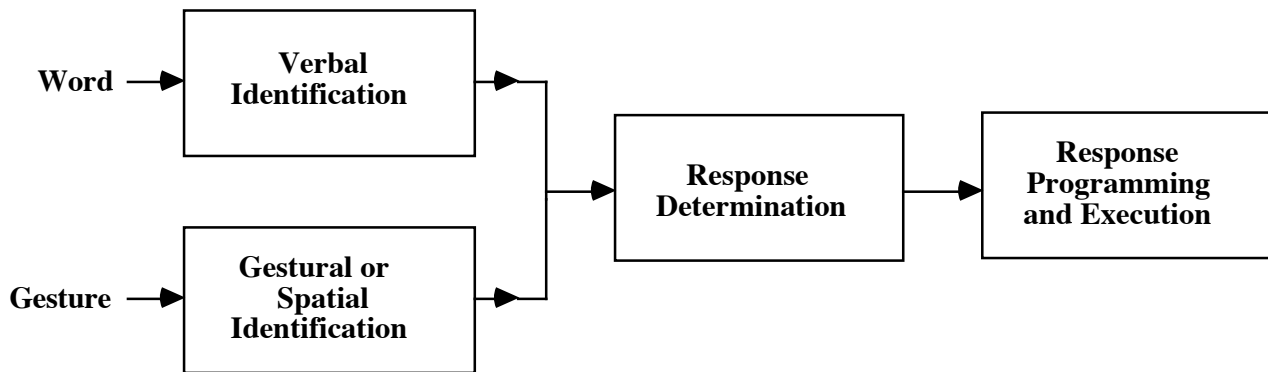 Word
Verbal
Identification
Gesture
Gestural or
Spatial
Identification
Response
Determination
Response
Programming
and Execution